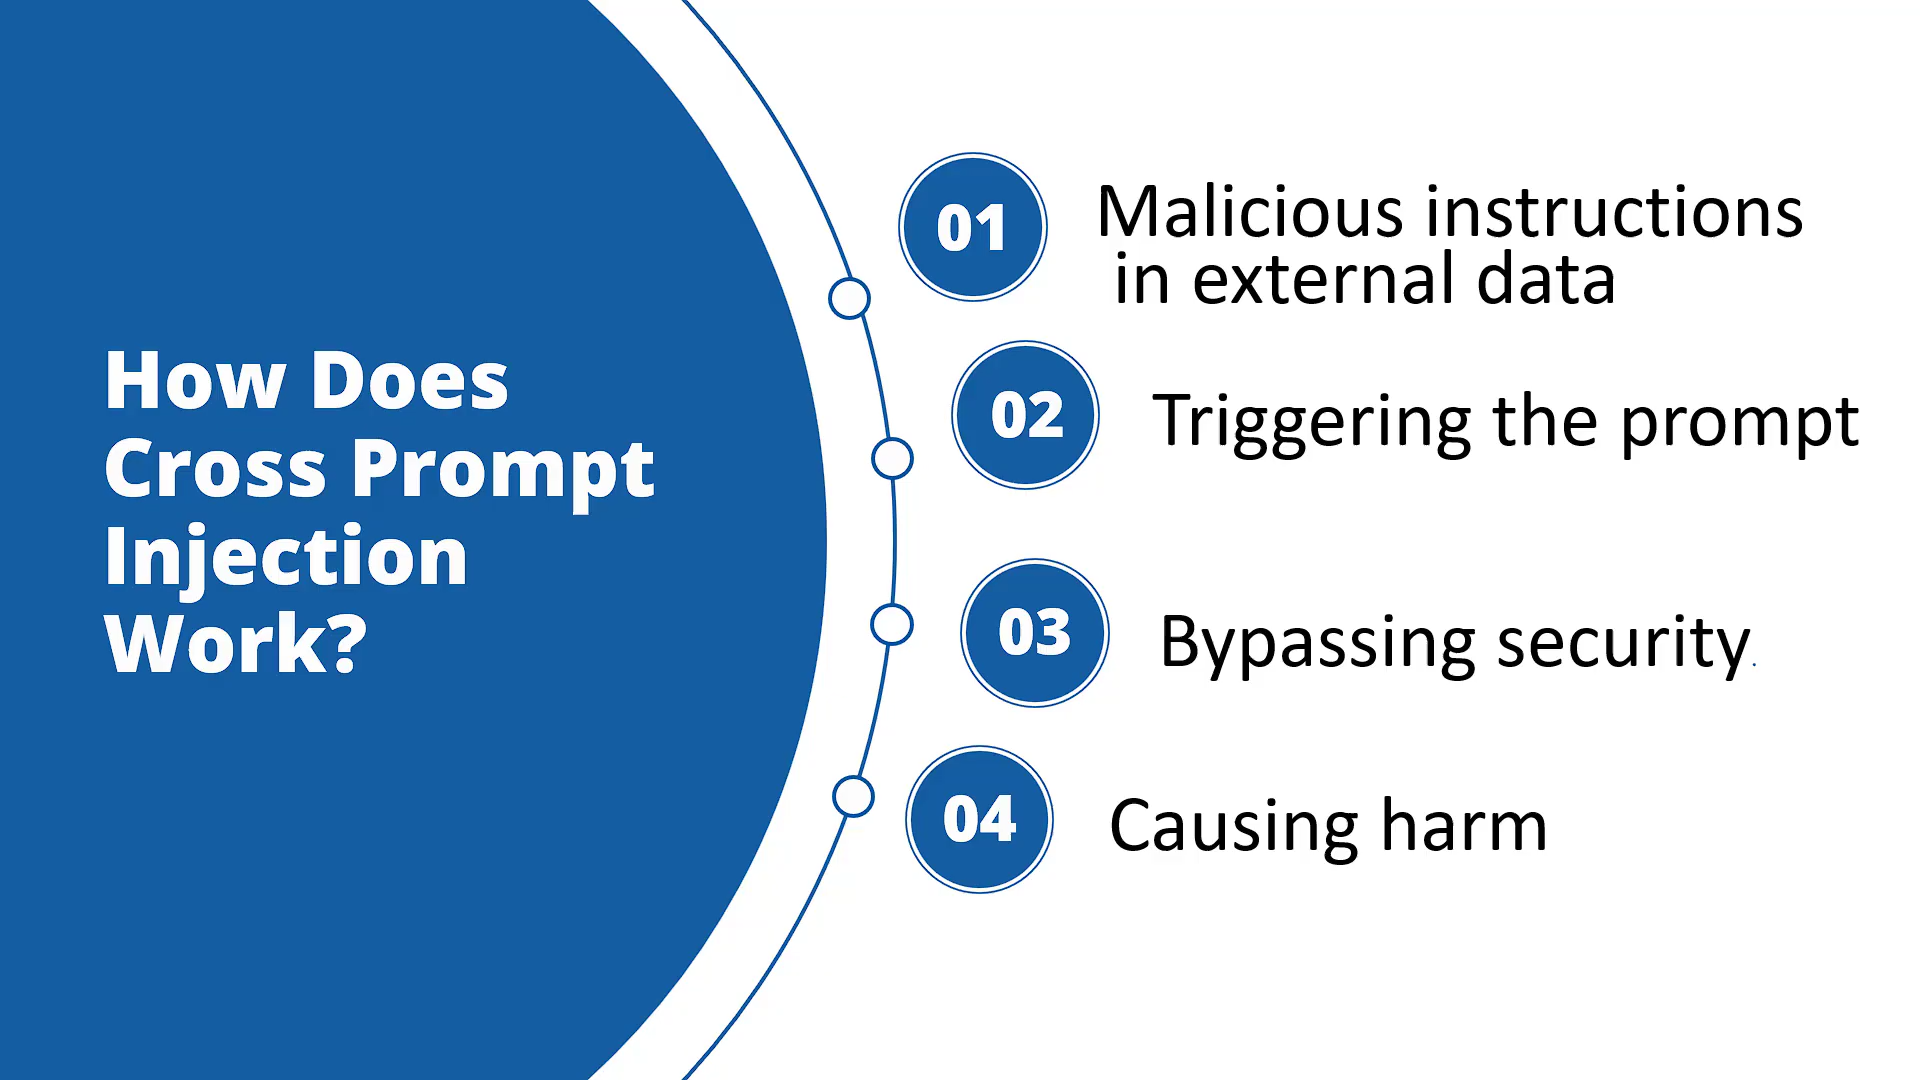 How Does
Cross Prompt
Injection
Work?
01
Malicious instructions
in external data
02
Triggering the prompt
03
Bypassing security.
04
Causing harm